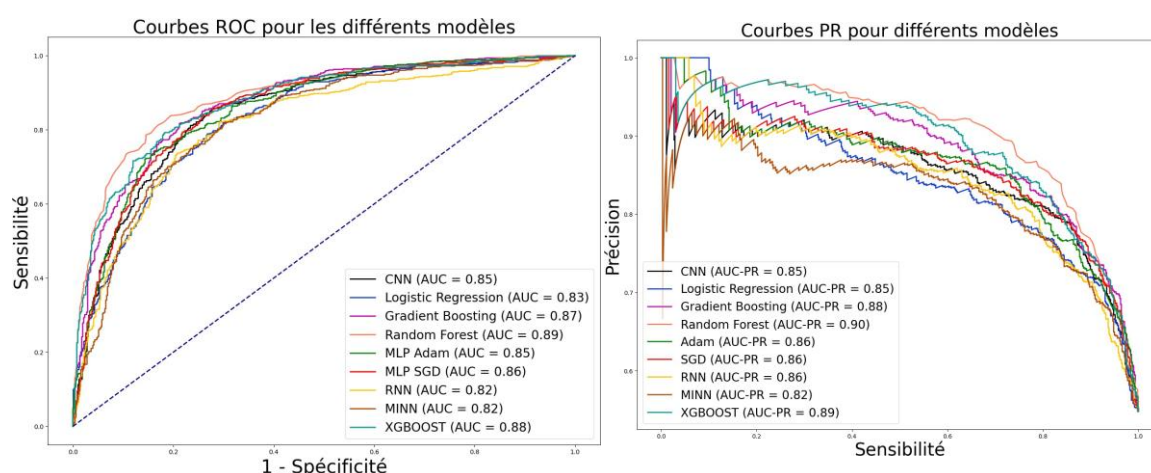 Courbes ROC pour les différents modèles
1.0
0.8
0.6
0.4
0.2
0.0
Sensibilité
CNN (AUC = 0.85)
Logistic Regression (AUC = 0.83)
Gradient Boosting (AUC = 0.87)
Random Forest (AUC = 0.89)
MLP Adam (AUC = 0.85)
MLP SGD (AUC = 0.86)
RNN (AUC = 0.82)
MINN (AUC = 0.82)
XGBOOST (AUC = 0.88)
0.0 0.2 0.4 0.6 0.8 1.0
1 - Spécificité
Courbes PR pour différents modèles
1.0
0.9
0.8
0.7
0.6
Précision
CNN (AUC-PR = 0.85)
Logistic Regression (AUC-PR = 0.85)
Gradient Boosting (AUC-PR = 0.88)
Random Forest (AUC-PR = 0.90)
Adam (AUC-PR = 0.86)
SGD (AUC-PR = 0.86)
RNN (AUC-PR = 0.86)
MINN (AUC-PR = 0.82)
XGBOOST (AUC-PR = 0.89)
0.0 0.2 0.4 0.6 0.8 1.0
Sensibilité